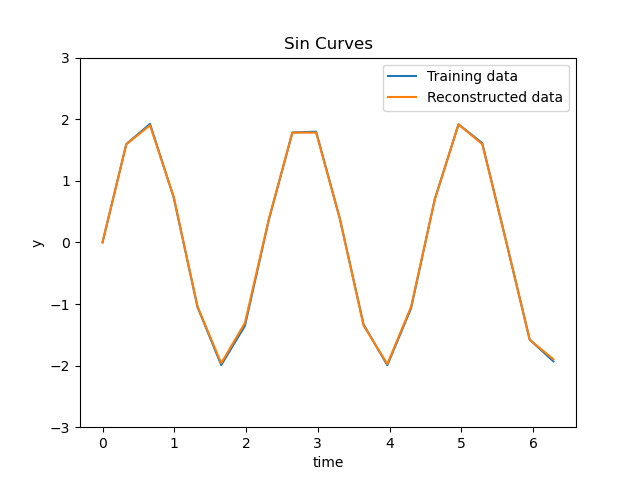 Sin Curves
Training data
Reconstructed data
3
2
1
0
−1
−2
−3
y
0 1 2 3 4 5 6
time